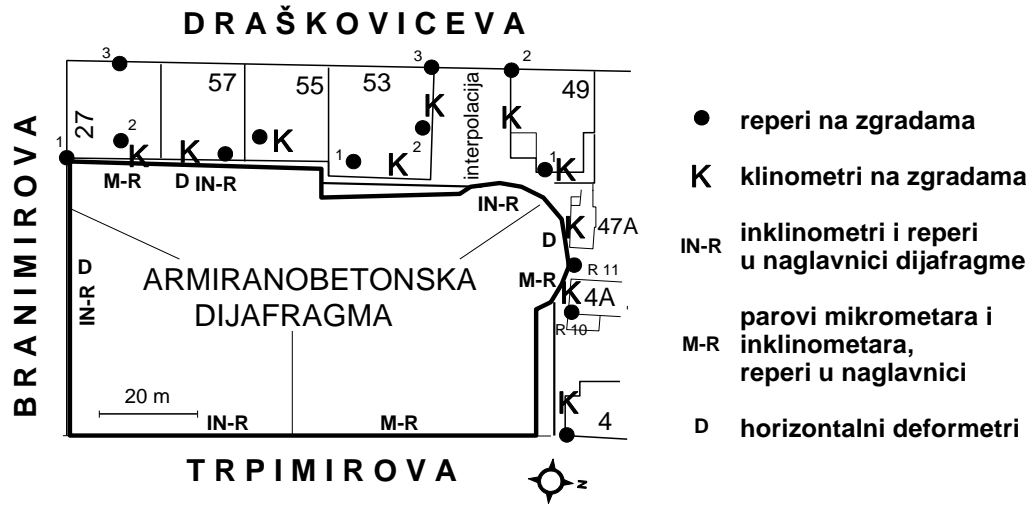 DRAŠKOVIĆEVA
BRANIMIROVA
3
27
57
55
53
3
interpolacija
2
49
K
1
2
K
K
K
K
K
1
K
2
1
K
M-R
D
IN-R
IN-R
K
47A
D
D
IN-R
ARMIRANOBETONSKA
DIJAFRAGMA
M-R
R 11
K
4A
R 10
20 m
IN-R
M-R
K
4
TRPIMIROVA
N
reperi na zgradama
K
klinometri na zgradama
IN-R
inklinometri i reperi
u naglavnici dijafragme
M-R
parovi mikrometara i
inklinometara,
reperi u naglavnici
D
horizontalni deformetri